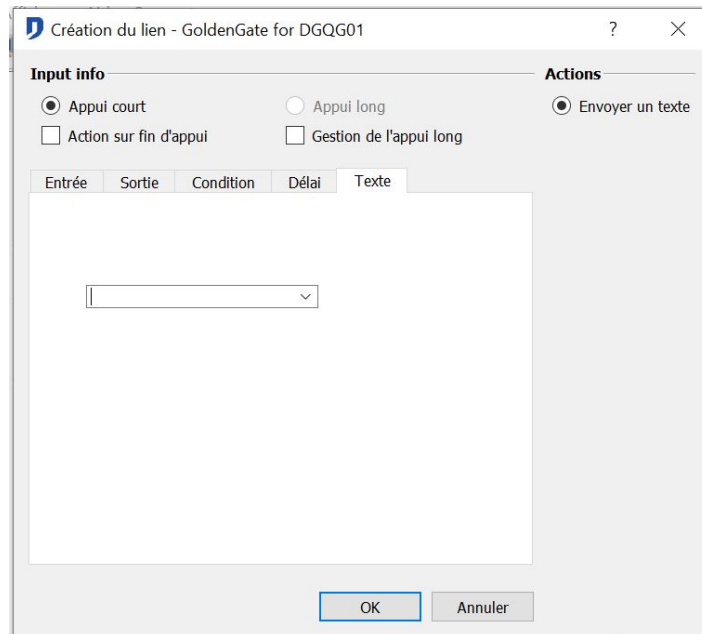 Création du lien - GoldenGate for DGQG01 ?
Input info
Actions
Appui court
Appui long
Envoyer un texte
Action sur fin d'appui
Gestion de l'appui long
Entrée
Sortie
Condition
Délai
Texte
OK
Annuler